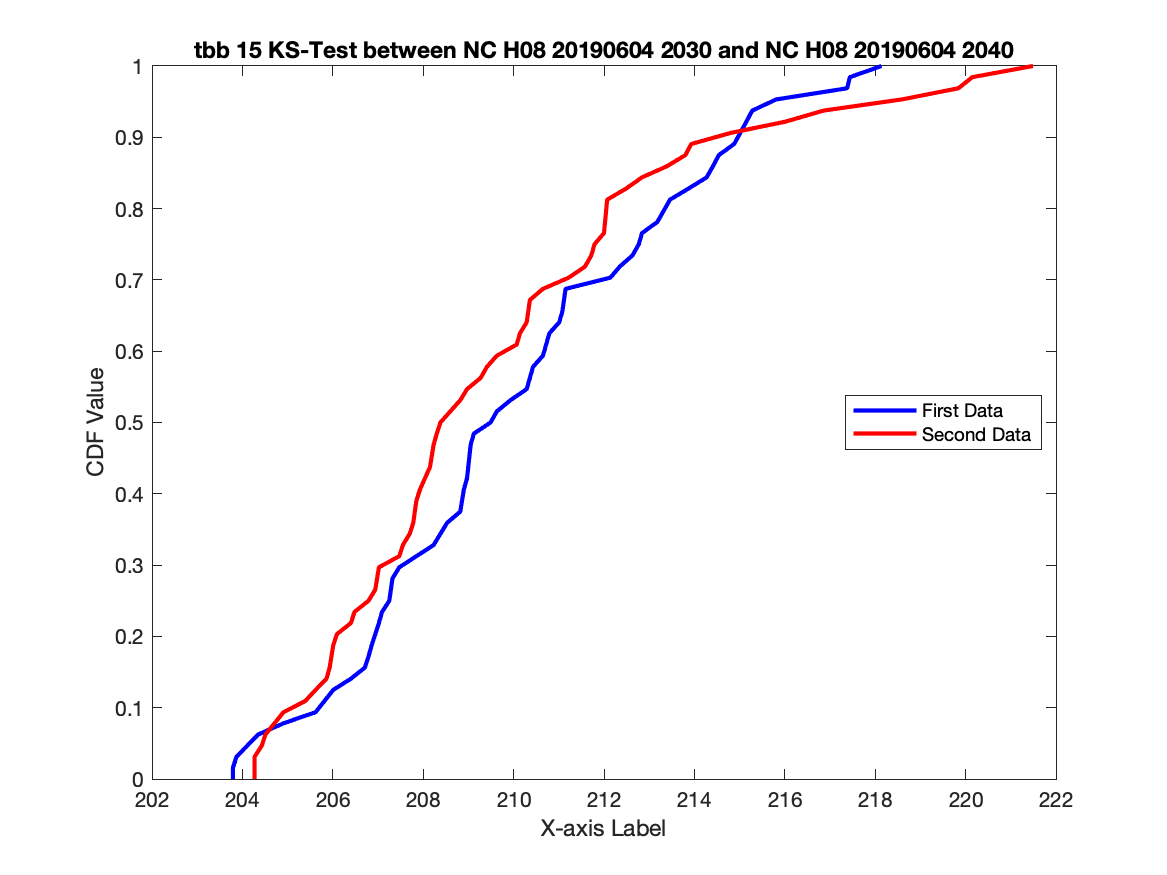 tbb 15 KS-Test between NC H08 20190604 2030 and NC H08 20190604 2040
1
0.9
0.8
0.7
0.6
0.5
0.4
0.3
0.2
0.1
0
CDF Value
First Data
Second Data
202 204 206 208 210 212 214 216 218 220 222
X-axis Label